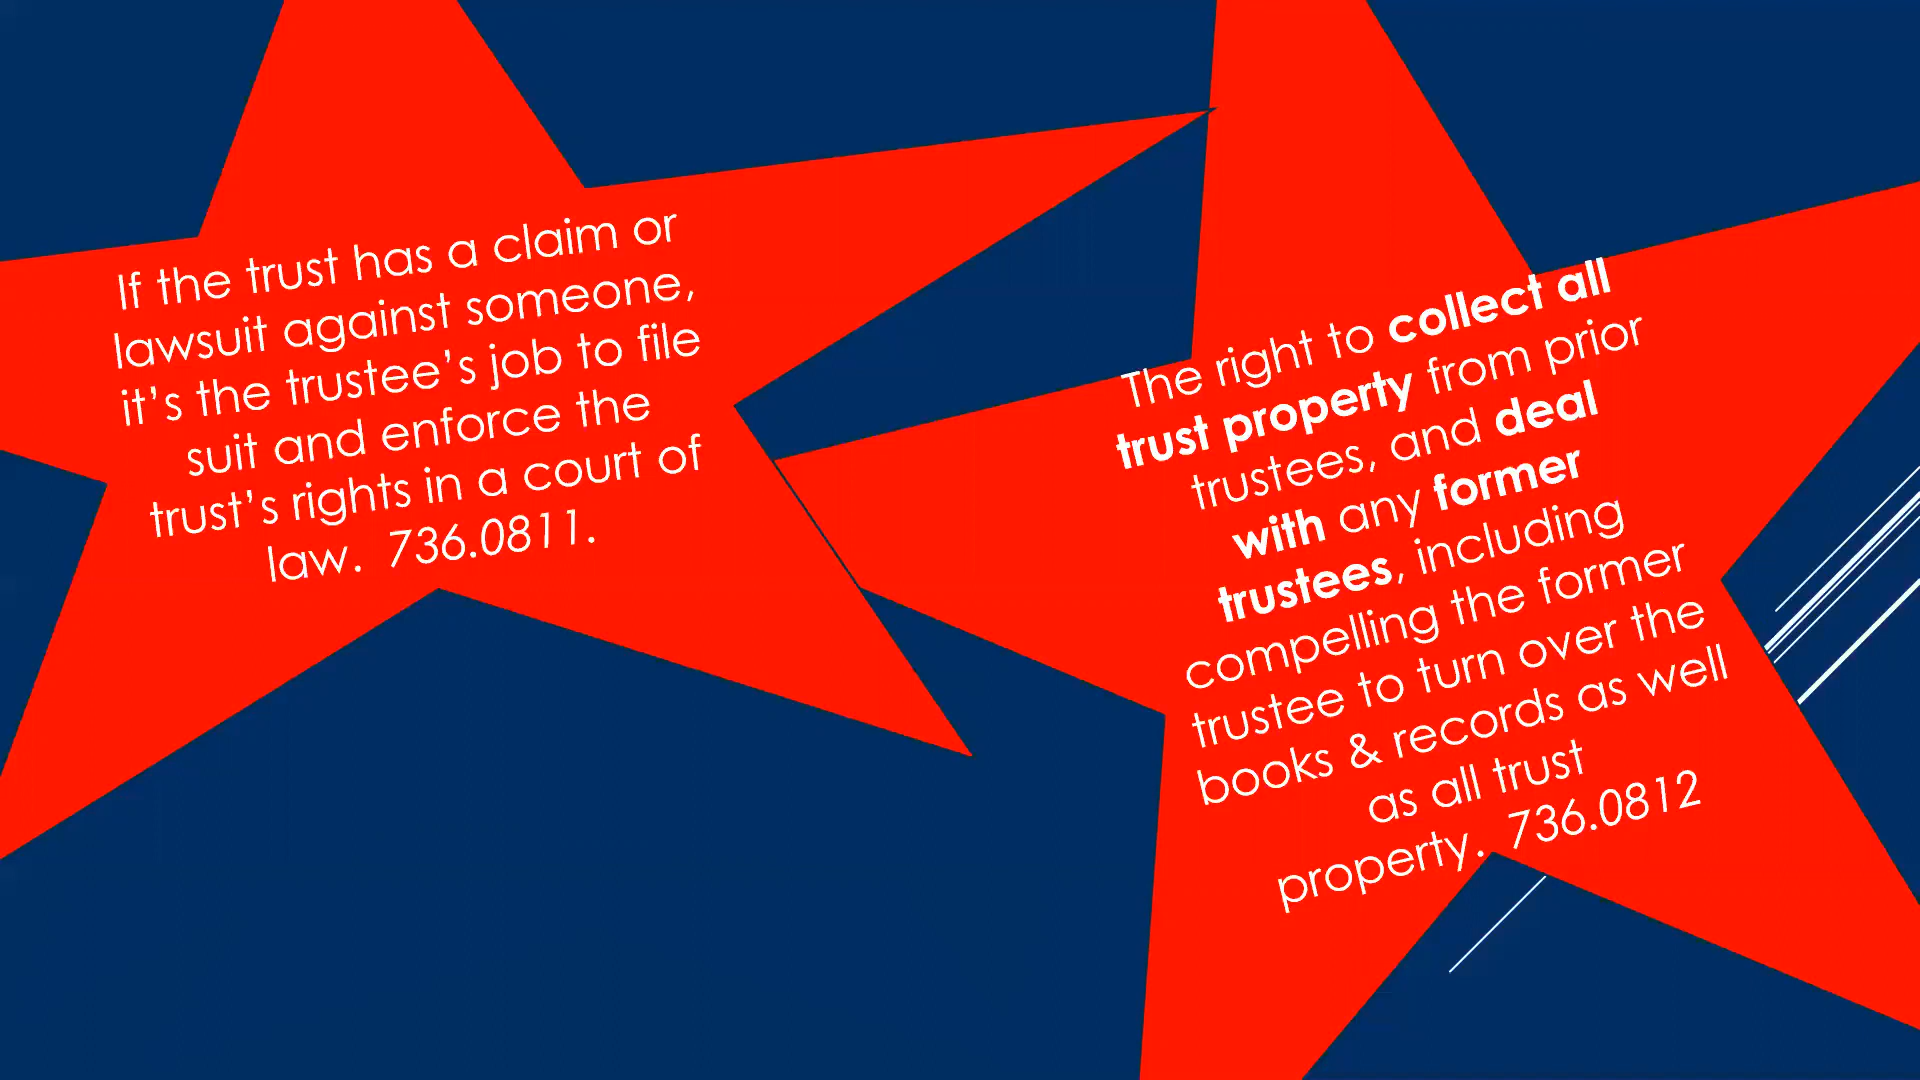 If the trust has a claim or
lawsuit against someone,
it's the trustee's job to file
suit and enforce the
trust's rights in a court of
law.  736.0811.
The right to collect all
trust property from prior
trustees, and deal
with any former
trustees, including
compelling the former
trustee to turn over the
books & records as well
as all trust
property.  736.0812